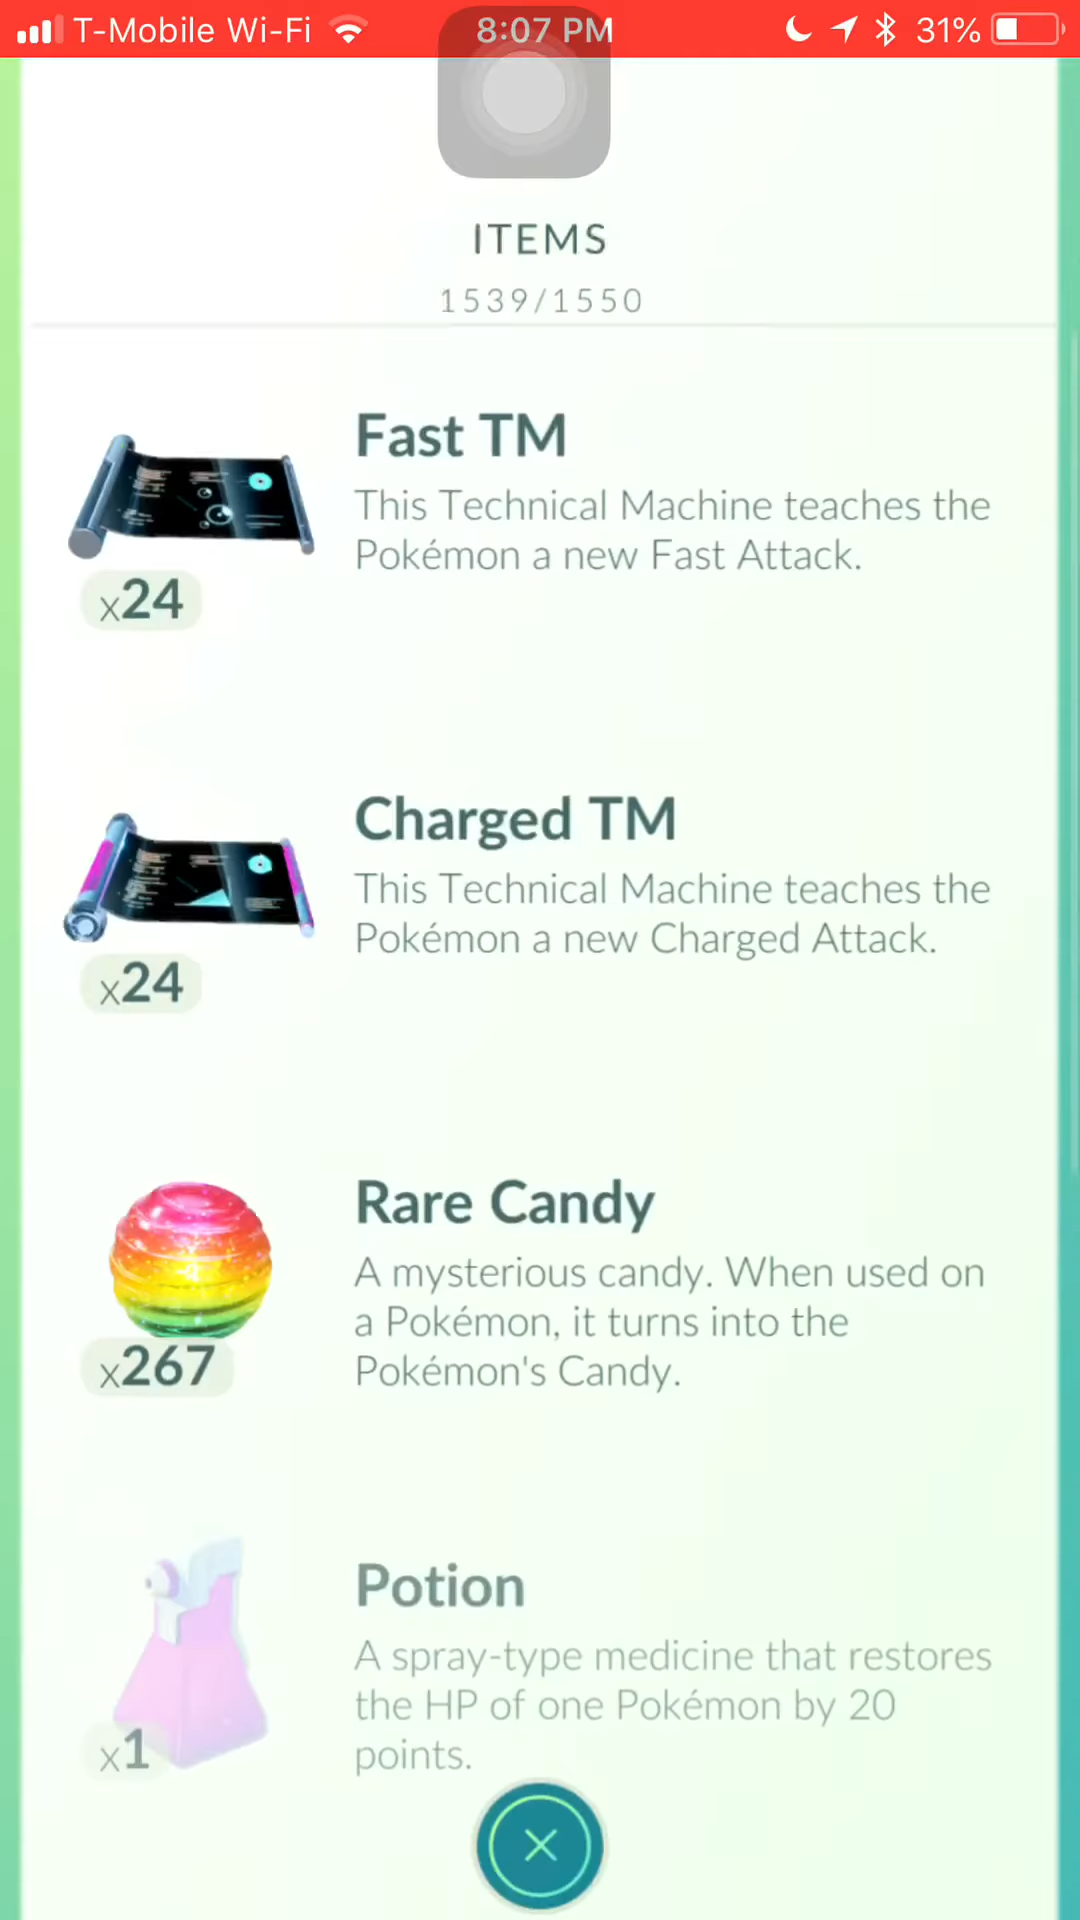 T-Mobile Wi-Fi 8:07 PM 31%
ITEMS
1539/1550
Fast TM
This Technical Machine teaches the
Pokémon a new Fast Attack.
x24
Charged TM
This Technical Machine teaches the
Pokémon a new Charged Attack.
x24
Rare Candy
A mysterious candy. When used on
a Pokémon, it turns into the
Pokémon's Candy.
x267
Potion
A spray-type medicine that restores
the HP of one Pokémon by 20
points.
x1